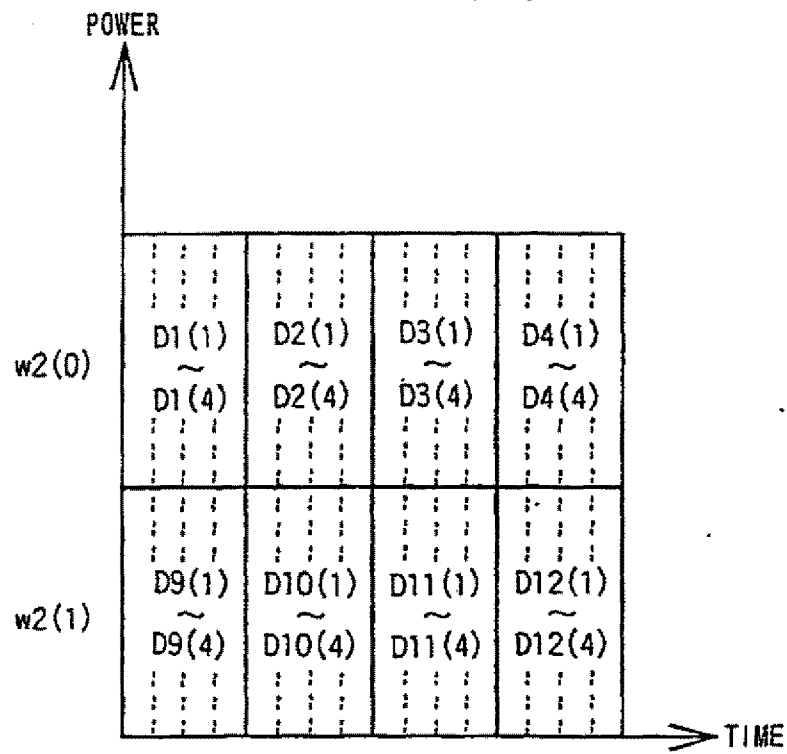 POWER
w2(0)
D1(1) ~ D1(4)
D2(1) ~ D2(4)
D3(1) ~ D3(4)
D4(1) ~ D4(4)
w2(1)
D9(1) ~ D9(4)
D10(1) ~ D10(4)
D11(1) ~ D11(4)
D12(1) ~ D12(4)
TIME